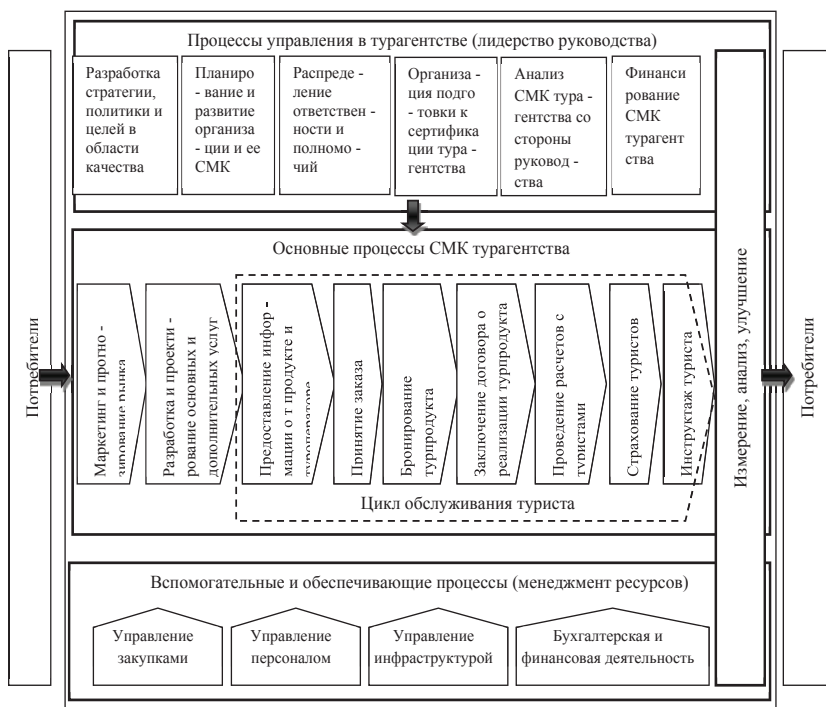 Процессы управления в турагентстве (лидерство руководства)
Разработка
стратегии,
политики и
целей в
области
качества
Планиро -
вание и
развитие
организа -
ции и ее
СМК
Распреде -
ление
ответствен -
ности и
полномо -
чий
Организа -
ция подго -
товки к
сертифика
ции тура -
гентства
Анализ
СМК тура -
гентства со
стороны
руковод -
ства
Финанси
рование
СМК
турагент
ства
Потребители
Основные процессы СМК турагентства
Маркетинг и прогно -
зирование рынка
Разработка и проекти -
рование основных и
дополнительных услуг
Предоставление инфор -
мации о т продукте и
туроператоре
Принятие заказа
Бронирование
турпродукта
Заключение договора о
реализации турпродукта
Проведение расчетов с
туристами
Страхование туристов
Инструктаж туриста
Цикл обслуживания туриста
Измерение, анализ, улучшение
Потребители
Вспомогательные и обеспечивающие процессы (менеджмент ресурсов)
Управление
закупками
Управление
персоналом
Управление
инфраструктурой
Бухгалтерская и
финансовая деятельность